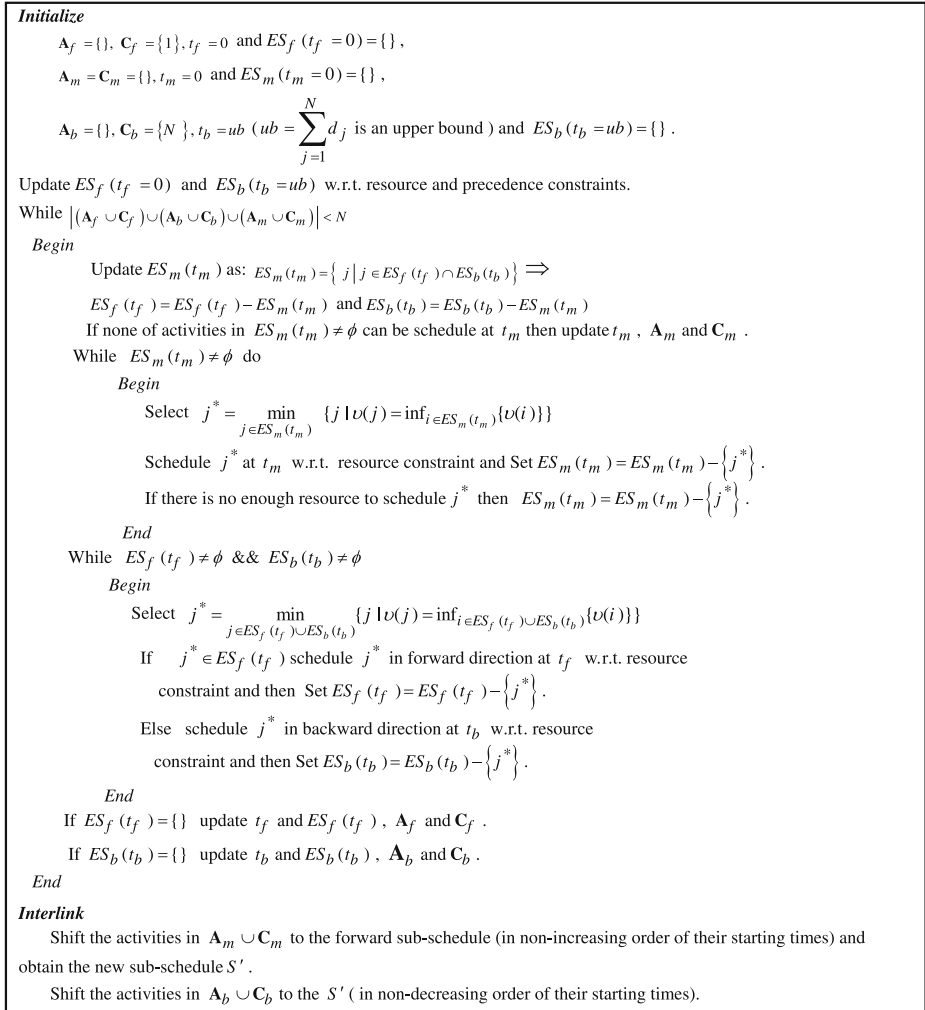 Initialize
A_f = {}, C_f = {1}, t_f = 0 and ES_f (t_f = 0) = {} ,
A_m = C_m = {}, t_m = 0 and ES_m (t_m = 0) = {} ,
A_b = {}, C_b = {N }, t_b = ub ( ub = \sum_{j=1}^{N} d_j is an upper bound ) and ES_b (t_b = ub) = {} .
Update ES_f (t_f = 0) and ES_b (t_b = ub) w.r.t. resource and precedence constraints.
While |(A_f ∪ C_f) ∪ (A_b ∪ C_b) ∪ (A_m ∪ C_m)| < N
Begin
Update ES_m (t_m) as: ES_m (t_m) = { j | j ∈ ES_f (t_f) ∩ ES_b (t_b) } ⇒
ES_f (t_f) = ES_f (t_f) − ES_m (t_m) and ES_b (t_b) = ES_b (t_b) − ES_m (t_m)
If none of activities in ES_m (t_m) ≠ ϕ can be schedule at t_m then update t_m , A_m and C_m .
While ES_m (t_m) ≠ ϕ do
Begin
Select j^* = min_{j ∈ ES_m (t_m)} {j | υ(j) = inf_{i ∈ ES_m (t_m)} {υ(i)}}
Schedule j^* at t_m w.r.t. resource constraint and Set ES_m (t_m) = ES_m (t_m) − {j^*} .
If there is no enough resource to schedule j^* then ES_m (t_m) = ES_m (t_m) − {j^*} .
End
While ES_f (t_f ) ≠ ϕ && ES_b (t_b) ≠ ϕ
Begin
Select j^* = min_{j ∈ ES_f (t_f) ∪ ES_b (t_b)} {j | υ(j) = inf_{i ∈ ES_f (t_f) ∪ ES_b (t_b)} {υ(i)}}
If j^* ∈ ES_f (t_f ) schedule j^* in forward direction at t_f w.r.t. resource
constraint and then Set ES_f (t_f ) = ES_f (t_f ) − {j^*} .
Else schedule j^* in backward direction at t_b w.r.t. resource
constraint and then Set ES_b (t_b) = ES_b (t_b) − {j^*} .
End
If ES_f (t_f ) = {} update t_f and ES_f (t_f ) , A_f and C_f .
If ES_b (t_b) = {} update t_b and ES_b (t_b) , A_b and C_b .
End
Interlink
Shift the activities in A_m ∪ C_m to the forward sub-schedule (in non-increasing order of their starting times) and
obtain the new sub-schedule S′ .
Shift the activities in A_b ∪ C_b to the S′ ( in non-decreasing order of their starting times).